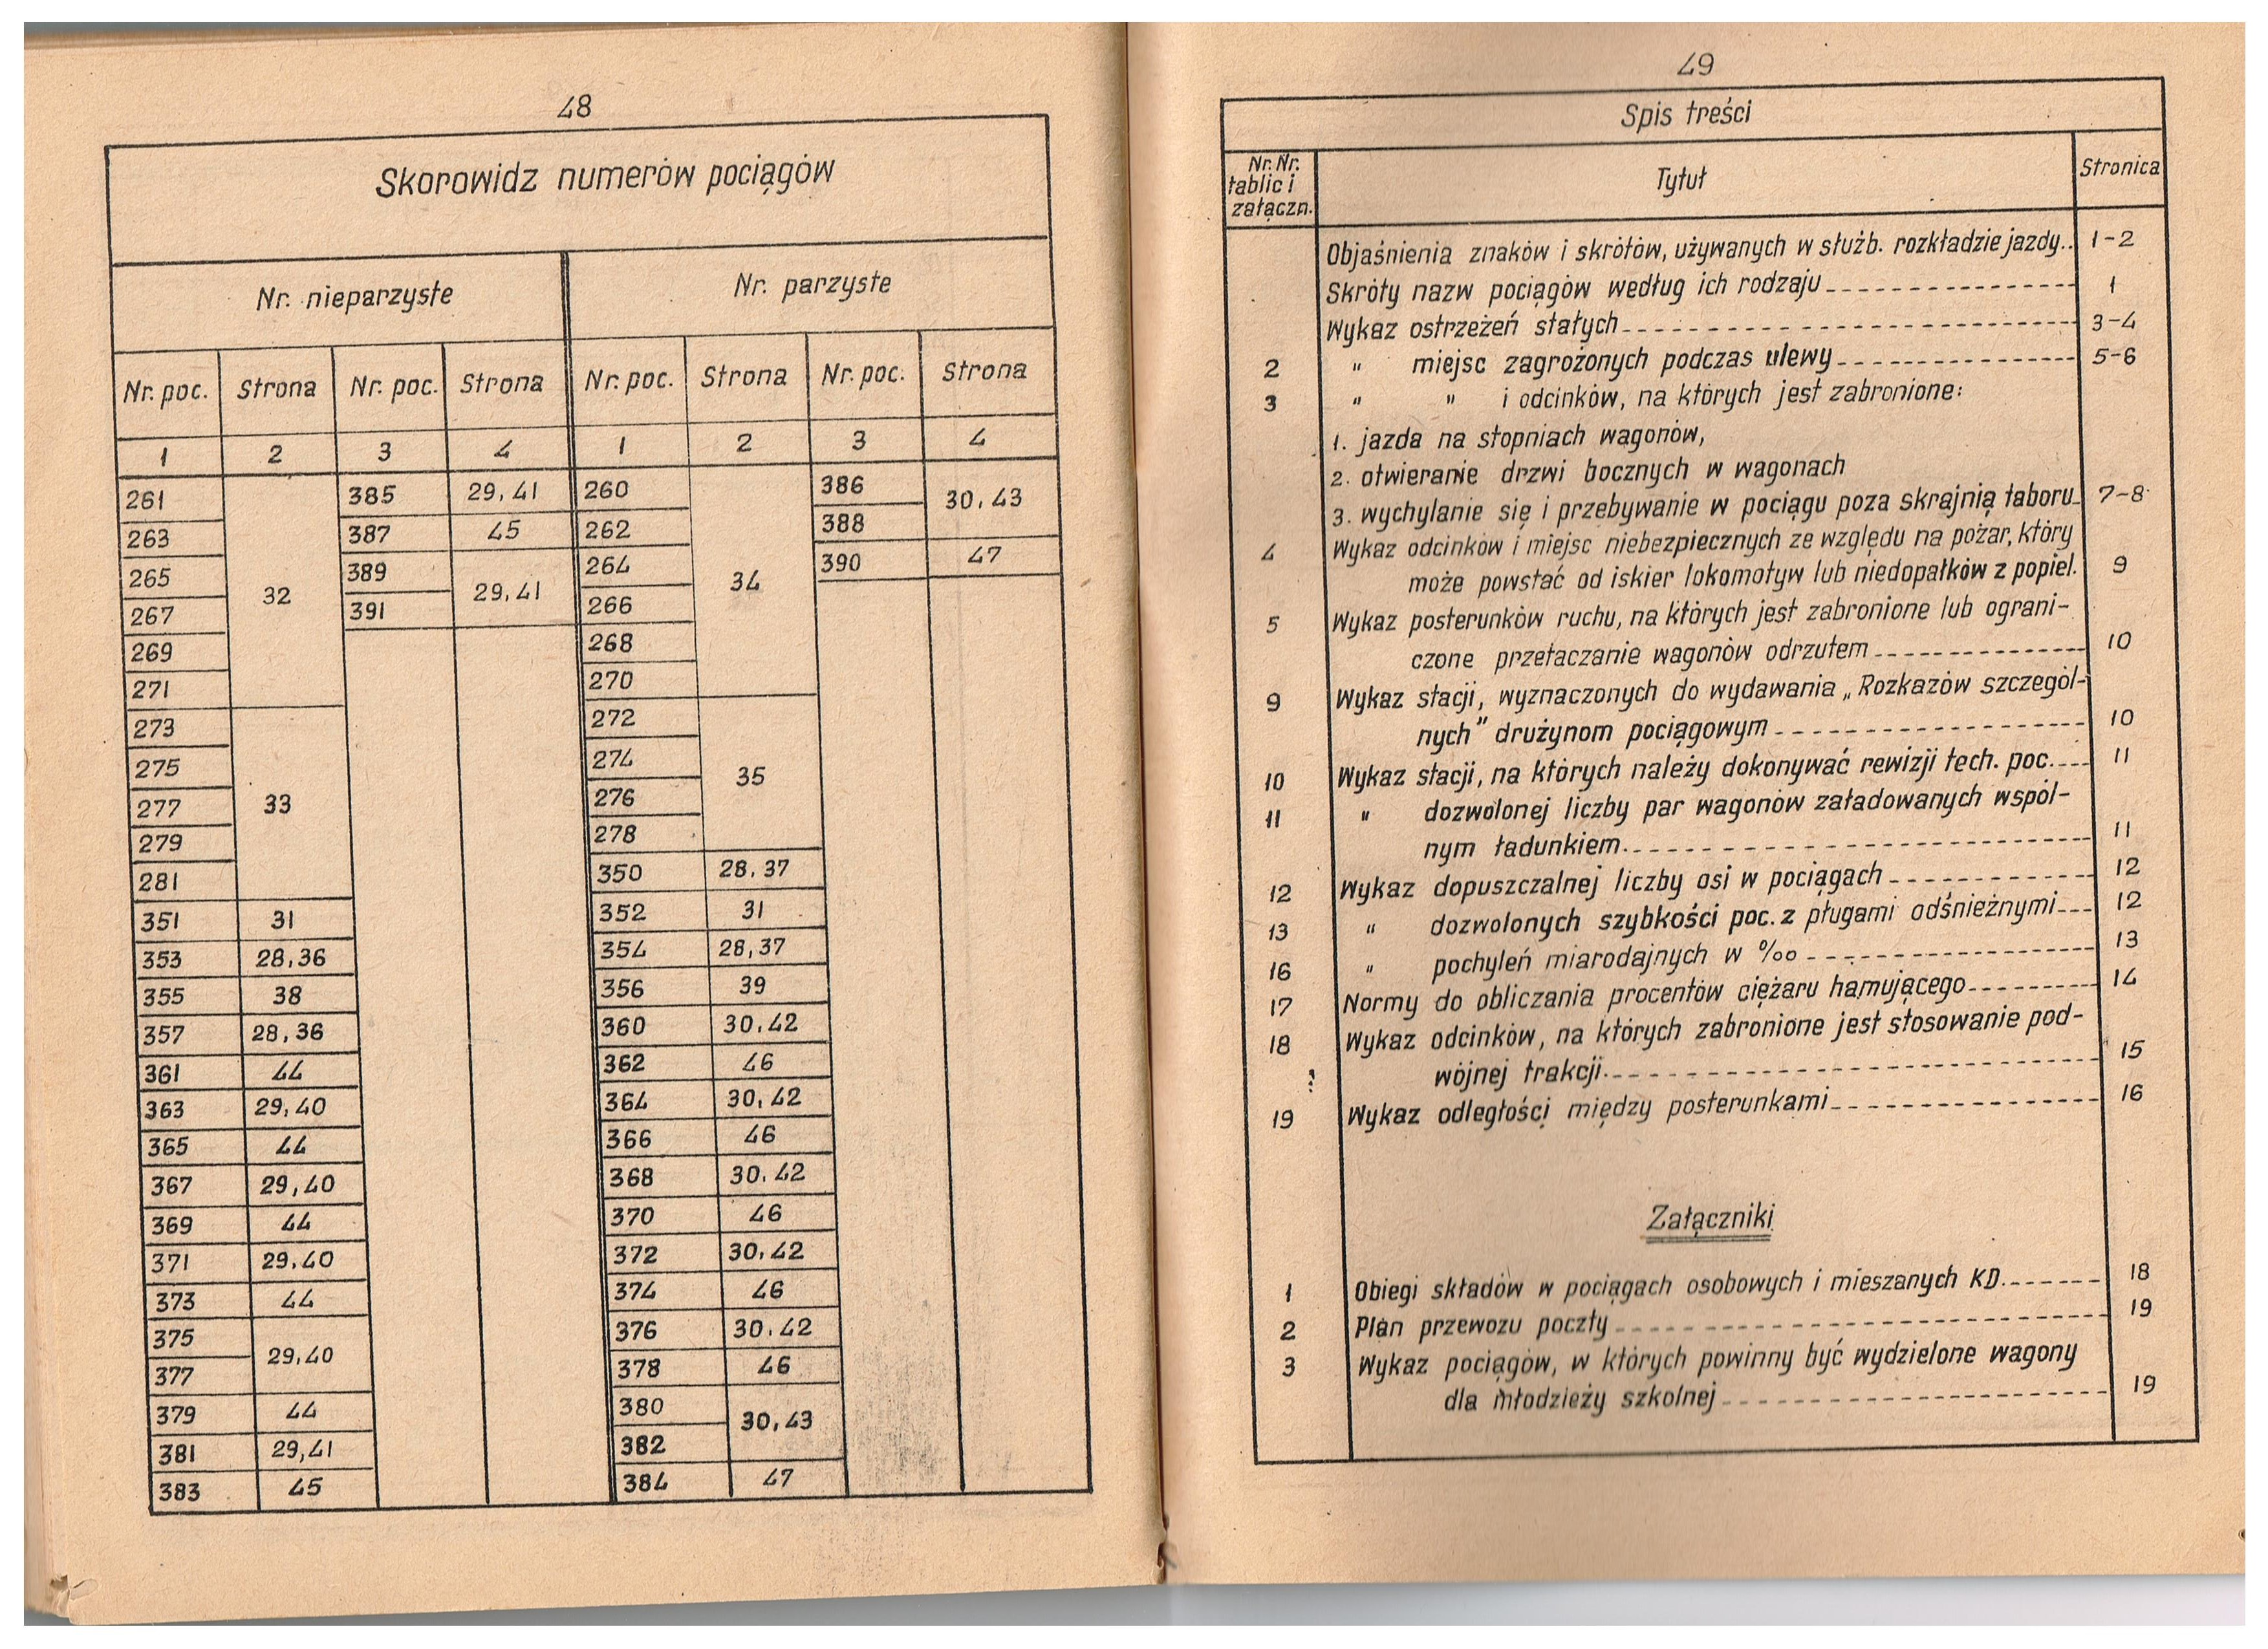 48
Skorowidz numerów pociągów
Nr. nieparzyste Nr. parzyste
Nr. poc. Strona Nr. poc. Strona Nr. poc. Strona Nr. poc. Strona
1 2 3 4 1 2 3 4
261 32 385 29, 41 260 34 386 30, 43
263 387 45 262 388
265 389 29, 41 264 390 47
267 391 266
269 268
271 270
273 33 272 35
275 274
277 276
279 278
281 350 28, 37
351 31 352 31
353 28, 36 354 28, 37
355 38 356 39
357 28, 36 360 30, 42
361 44 362 46
363 29, 40 364 30, 42
365 44 366 46
367 29, 40 368 30, 42
369 44 370 46
371 29, 40 372 30, 42
373 44 374 46
375 29, 40 376 30, 42
377 378 46
379 44 380 30, 43
381 29, 41 382
383 45 384 47
49
Spis treści
Nr. Nr. tablic i załączn. Tytuł Stronica
Objaśnienia znaków i skrótów, używanych w służb. rozkładzie jazdy.. 1-2
Skróty nazw pociągów według ich rodzaju 1
Wykaz ostrzeżeń stałych 3-4
2 " miejsc zagrożonych podczas ulewy 5-6
3 " " i odcinków, na których jest zabronione:
1. jazda na stopniach wagonów,
2. otwieranie drzwi bocznych w wagonach
3. wychylanie się i przebywanie w pociągu poza skrajnią taboru 7-8
4 Wykaz odcinków i miejsc niebezpiecznych ze względu na pożar, który
może powstać od iskier lokomotyw lub niedopałków z popiel. 9
5 Wykaz posterunków ruchu, na których jest zabronione lub ograni-
czone przetaczanie wagonów odrzutem 10
9 Wykaz stacji, wyznaczonych do wydawania „Rozkazów szczegól-
nych" drużynom pociągowym 10
10 Wykaz stacji, na których należy dokonywać rewizji tech. poc. 11
11 " dozwolonej liczby par wagonów załadowanych wspól-
nym ładunkiem 11
12 Wykaz dopuszczalnej liczby osi w pociągach 12
13 " dozwolonych szybkości poc. z pługami odśnieżnymi 12
16 " pochyleń miarodajnych w ‰ 13
17 Normy do obliczania procentów ciężaru hamującego 14
18 Wykaz odcinków, na których zabronione jest stosowanie pod-
wójnej trakcji 15
19 Wykaz odległości między posterunkami 16
Załączniki
1 Obiegi składów w pociągach osobowych i mieszanych KD. 18
2 Plan przewozu poczty 19
3 Wykaz pociągów, w których powinny być wydzielone wagony
dla młodzieży szkolnej 19